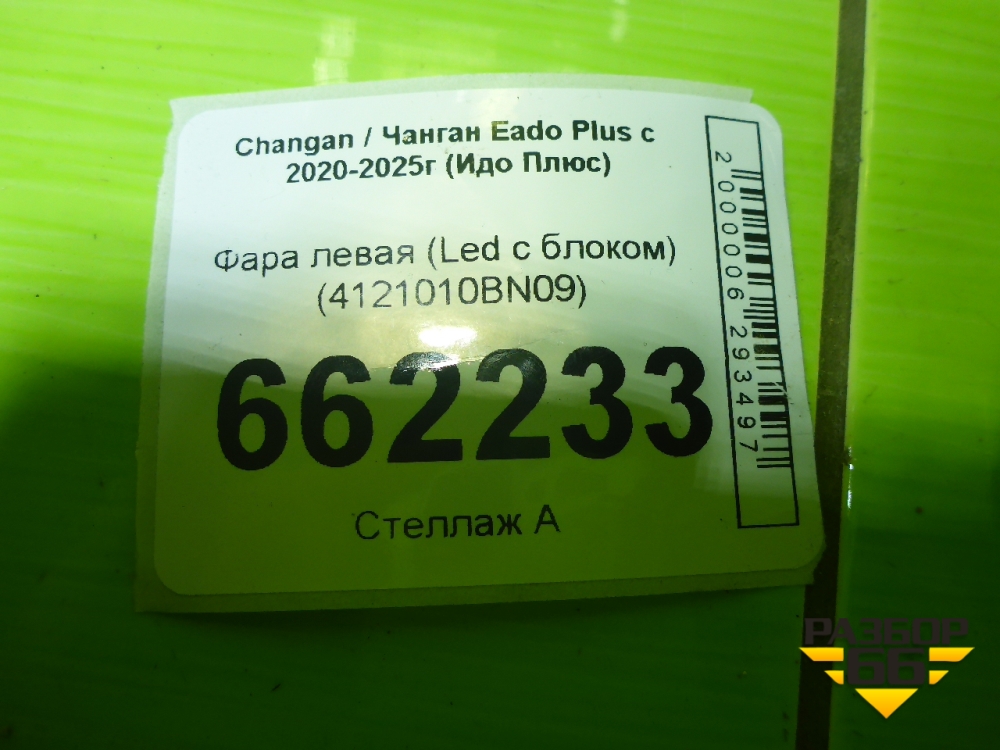 Changan / Чанган Eado Plus с
2020-2025г (Идо Плюс)
Фара левая (Led с блоком)
(4121010BN09)
662233
Стеллаж А
2000006293497
РАЗБОР
66